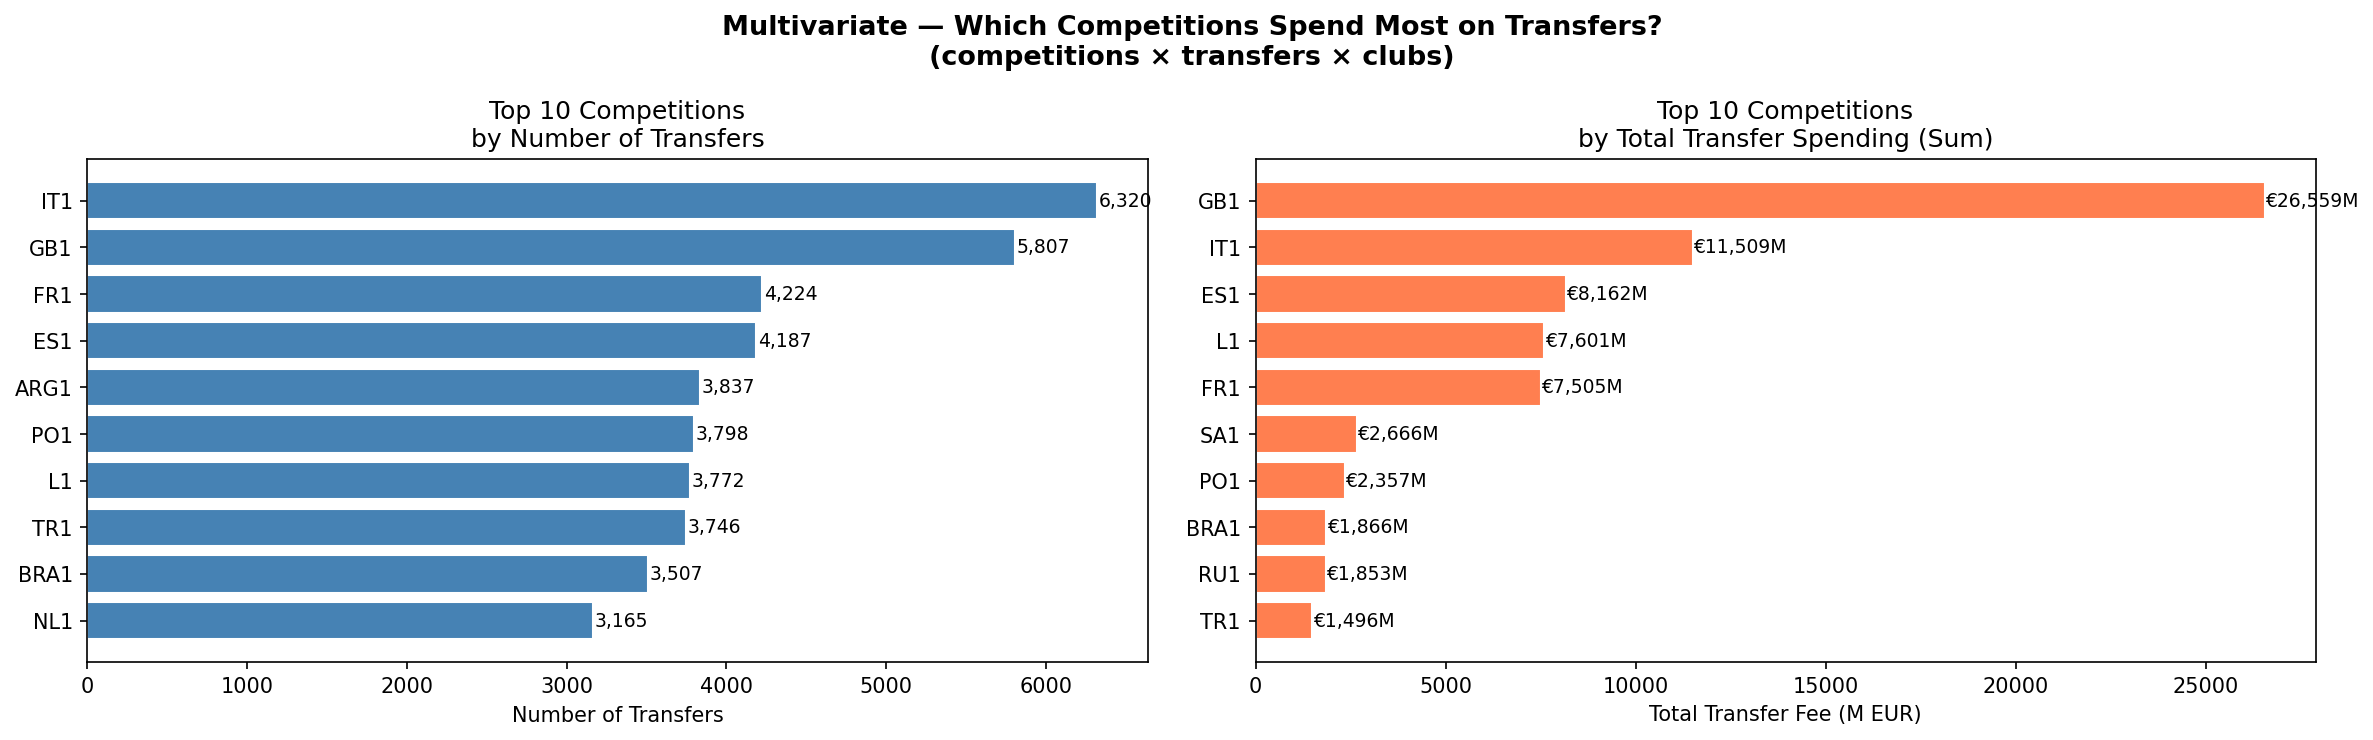 Multivariate — Which Competitions Spend Most on Transfers?
(competitions × transfers × clubs)
Top 10 Competitions
by Number of Transfers
IT1 6,320
GB1 5,807
FR1 4,224
ES1 4,187
ARG1 3,837
PO1 3,798
L1 3,772
TR1 3,746
BRA1 3,507
NL1 3,165
0 1000 2000 3000 4000 5000 6000
Number of Transfers
Top 10 Competitions
by Total Transfer Spending (Sum)
GB1 €26,559M
IT1 €11,509M
ES1 €8,162M
L1 €7,601M
FR1 €7,505M
SA1 €2,666M
PO1 €2,357M
BRA1 €1,866M
RU1 €1,853M
TR1 €1,496M
0 5000 10000 15000 20000 25000
Total Transfer Fee (M EUR)